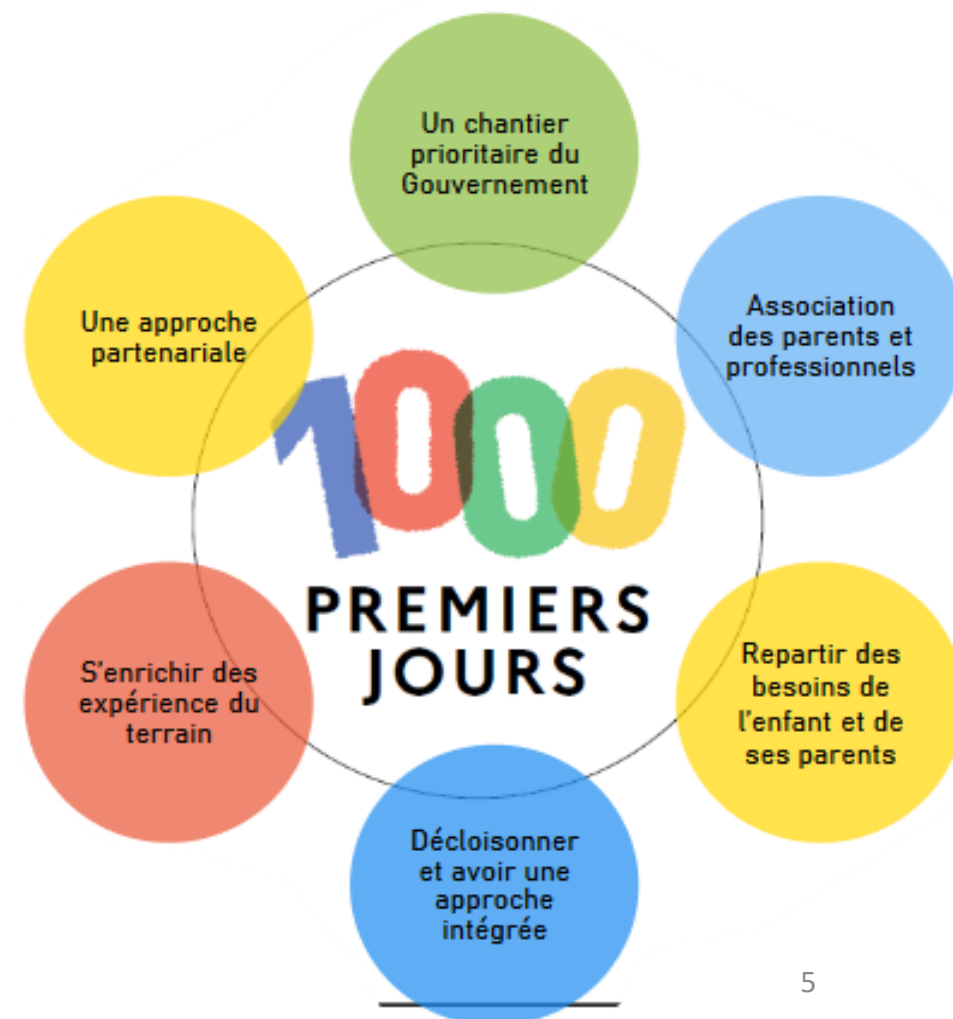 Un chantier
prioritaire du
Gouvernement
Une approche
partenariale
Association
des parents et
professionnels
1000
PREMIERS
JOURS
S'enrichir des
expérience du
terrain
Repartir des
besoins de
l'enfant et de
ses parents
Décloisonner
et avoir une
approche
intégrée
5